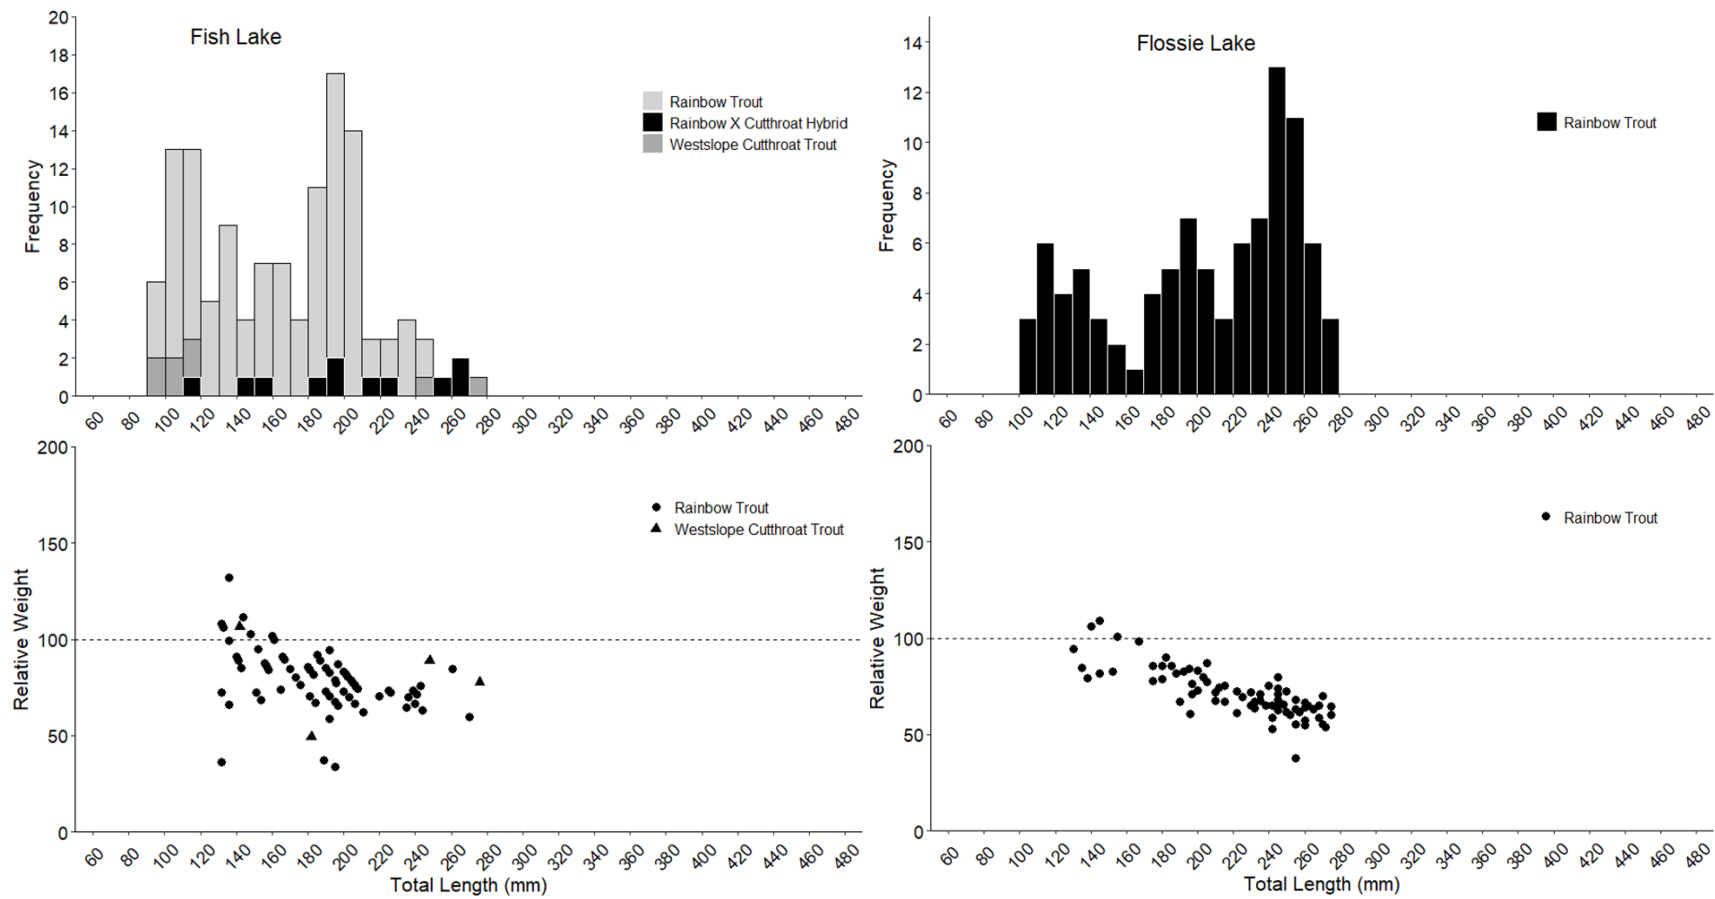 Fish Lake
Frequency
20
18
16
14
12
10
8
6
4
2
0
Rainbow Trout
Rainbow X Cutthroat Hybrid
Westslope Cutthroat Trout
60 80 100 120 140 160 180 200 220 240 260 280 300 320 340 360 380 400 420 440 460 480
Flossie Lake
Frequency
14
12
10
8
6
4
2
0
Rainbow Trout
60 80 100 120 140 160 180 200 220 240 260 280 300 320 340 360 380 400 420 440 460 480
Relative Weight
200
150
100
50
0
Rainbow Trout
Westslope Cutthroat Trout
60 80 100 120 140 160 180 200 220 240 260 280 300 320 340 360 380 400 420 440 460 480
Total Length (mm)
Relative Weight
200
150
100
50
0
Rainbow Trout
60 80 100 120 140 160 180 200 220 240 260 280 300 320 340 360 380 400 420 440 460 480
Total Length (mm)